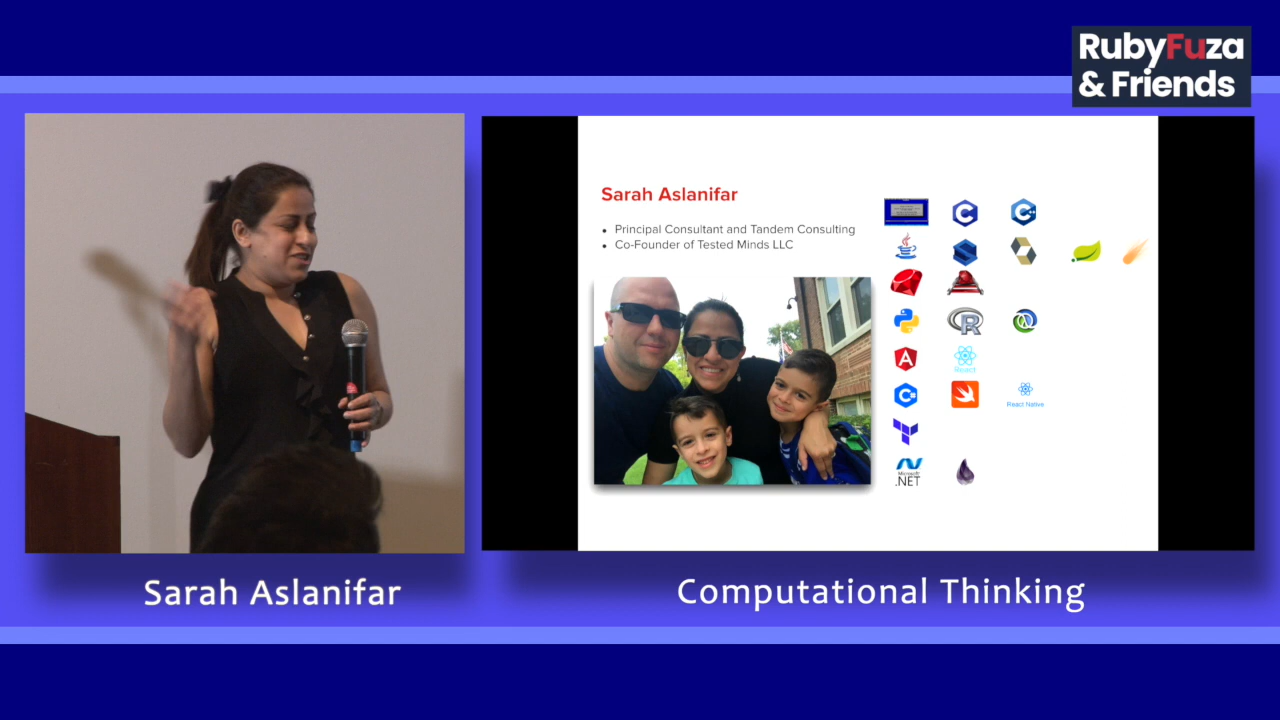 RubyFuza
& Friends
Sarah Aslanifar
• Principal Consultant and Tandem Consulting
• Co-Founder of Tested Minds LLC
C
C++
R
A
React
C#
React Native
Microsoft
.NET
Sarah Aslanifar
Computational Thinking